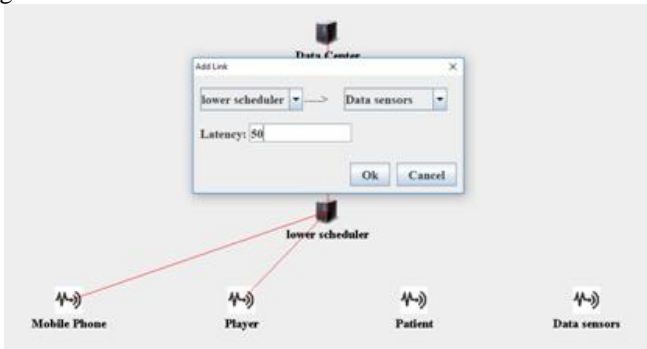 Data Center
Add Link
lower scheduler ----> Data sensors
Latency: 50
Ok Cancel
lower scheduler
Mobile Phone Player Patient Data sensors